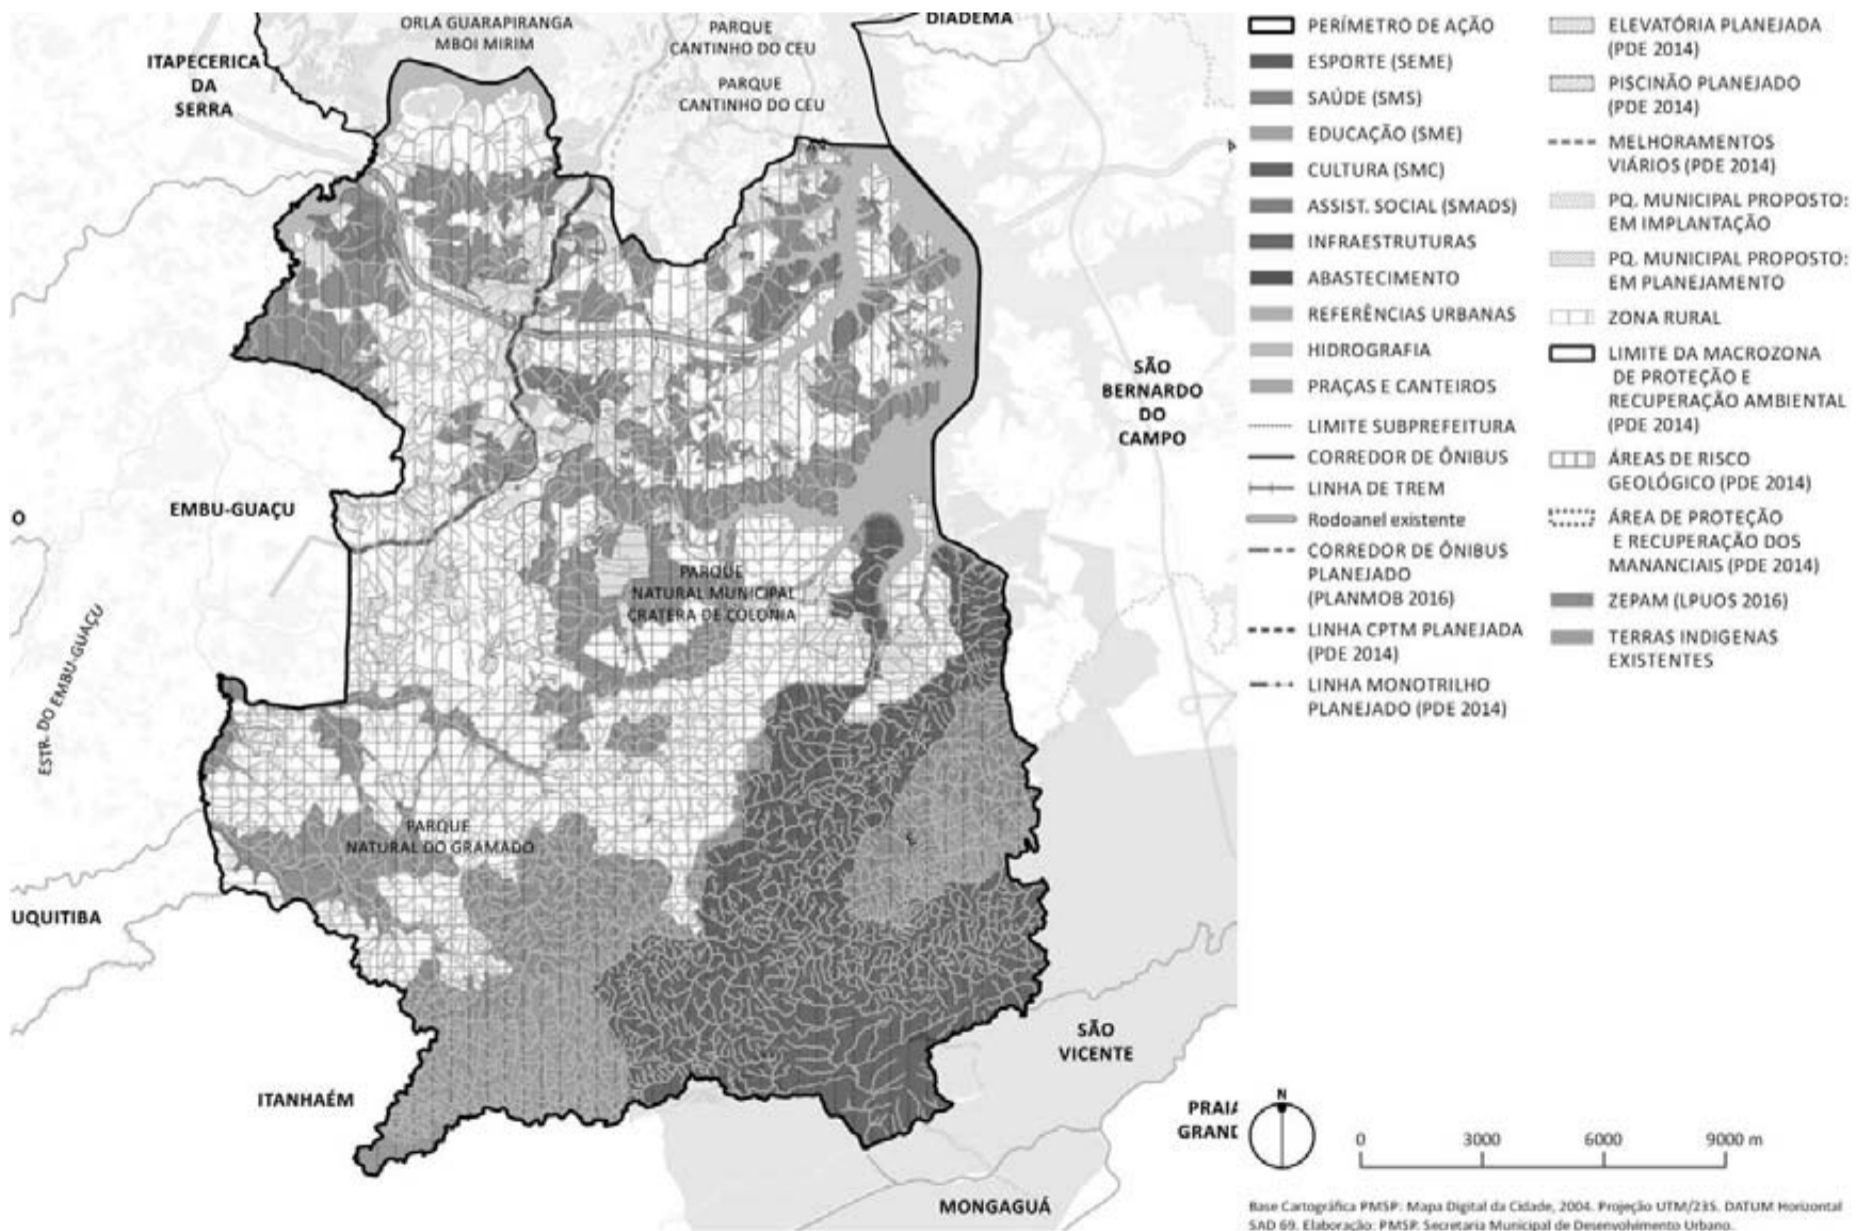 ORLA GUARAPIRANGA
MBOI MIRIM
PARQUE
CANTINHO DO CEU
PARQUE
CANTINHO DO CEU
DIADEMA
ITAPECERICA
DA
SERRA
SÃO
BERNARDO
DO
CAMPO
EMBU-GUAÇU
O
ESTR. DO EMBU-GUAÇU
PARQUE
NATURAL MUNICIPAL
CRATERA DE COLONIA
PARQUE
NATURAL DO GRAMADO
UQUITIBA
ITANHAÉM
SÃO
VICENTE
PRAIA
GRAND
MONGAGUÁ
PERÍMETRO DE AÇÃO
ESPORTE (SEME)
SAÚDE (SMS)
EDUCAÇÃO (SME)
CULTURA (SMC)
ASSIST. SOCIAL (SMADS)
INFRAESTRUTURAS
ABASTECIMENTO
REFERÊNCIAS URBANAS
HIDROGRAFIA
PRAÇAS E CANTEIROS
LIMITE SUBPREFEITURA
CORREDOR DE ÔNIBUS
LINHA DE TREM
Rodoanel existente
CORREDOR DE ÔNIBUS
PLANEJADO
(PLANMOB 2016)
LINHA CPTM PLANEJADA
(PDE 2014)
LINHA MONOTRILHO
PLANEJADO (PDE 2014)
ELEVATÓRIA PLANEJADA
(PDE 2014)
PISCINÃO PLANEJADO
(PDE 2014)
MELHORAMENTOS
VIÁRIOS (PDE 2014)
PQ. MUNICIPAL PROPOSTO:
EM IMPLANTAÇÃO
PQ. MUNICIPAL PROPOSTO:
EM PLANEJAMENTO
ZONA RURAL
LIMITE DA MACROZONA
DE PROTEÇÃO E
RECUPERAÇÃO AMBIENTAL
(PDE 2014)
ÁREAS DE RISCO
GEOLÓGICO (PDE 2014)
ÁREA DE PROTEÇÃO
E RECUPERAÇÃO DOS
MANANCIAIS (PDE 2014)
ZEPAM (LPUOS 2016)
TERRAS INDIGENAS
EXISTENTES
N
0 3000 6000 9000 m
Base Cartográfica PMSP: Mapa Digital da Cidade, 2004. Projeção UTM/23S. DATUM Horizontal
SAD 69. Elaboração: PMSP. Secretaria Municipal de Desenvolvimento Urbano.